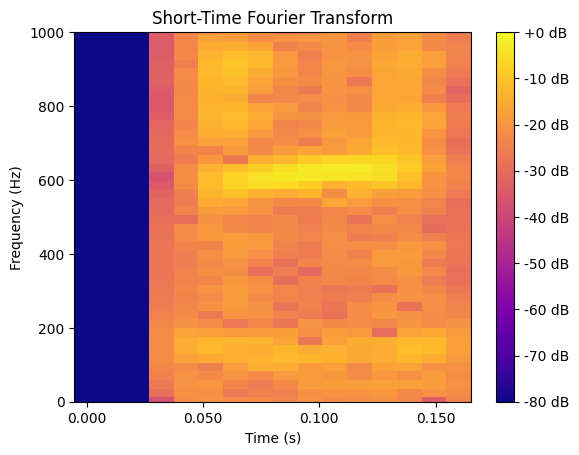 Short-Time Fourier Transform
Frequency (Hz)
1000
800
600
400
200
0
0.000 0.050 0.100 0.150
Time (s)
+0 dB
-10 dB
-20 dB
-30 dB
-40 dB
-50 dB
-60 dB
-70 dB
-80 dB